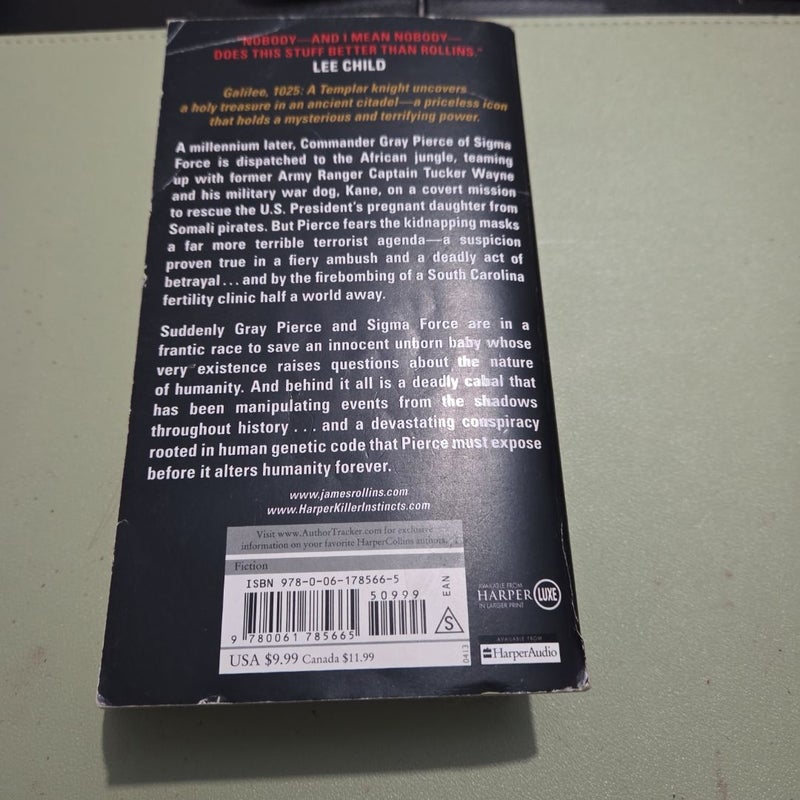 "NOBODY—AND I MEAN NOBODY—
DOES THIS STUFF BETTER THAN ROLLINS."
LEE CHILD
Galilee, 1025: A Templar knight uncovers
a holy treasure in an ancient citadel—a priceless icon
that holds a mysterious and terrifying power.
A millennium later, Commander Gray Pierce of Sigma
Force is dispatched to the African jungle, teaming
up with former Army Ranger Captain Tucker Wayne
and his military war dog, Kane, on a covert mission
to rescue the U.S. President's pregnant daughter from
Somali pirates. But Pierce fears the kidnapping masks
a far more terrible terrorist agenda—a suspicion
proven true in a fiery ambush and a deadly act of
betrayal . . . and by the firebombing of a South Carolina
fertility clinic half a world away.
Suddenly Gray Pierce and Sigma Force are in a
frantic race to save an innocent unborn baby whose
very existence raises questions about the nature
of humanity. And behind it all is a deadly cabal that
has been manipulating events from the shadows
throughout history . . . and a devastating conspiracy
rooted in human genetic code that Pierce must expose
before it alters humanity forever.
www.jamesrollins.com
www.HarperKillerInstincts.com
Visit www.AuthorTracker.com for exclusive
information on your favorite HarperCollins authors.
Fiction
ISBN 978-0-06-178566-5
50999
EAN
S
9 780061 785665
USA $9.99 Canada $11.99
0413
AVAILABLE FROM
HARPER LUXE
IN LARGER PRINT
AVAILABLE FROM
HarperAudio